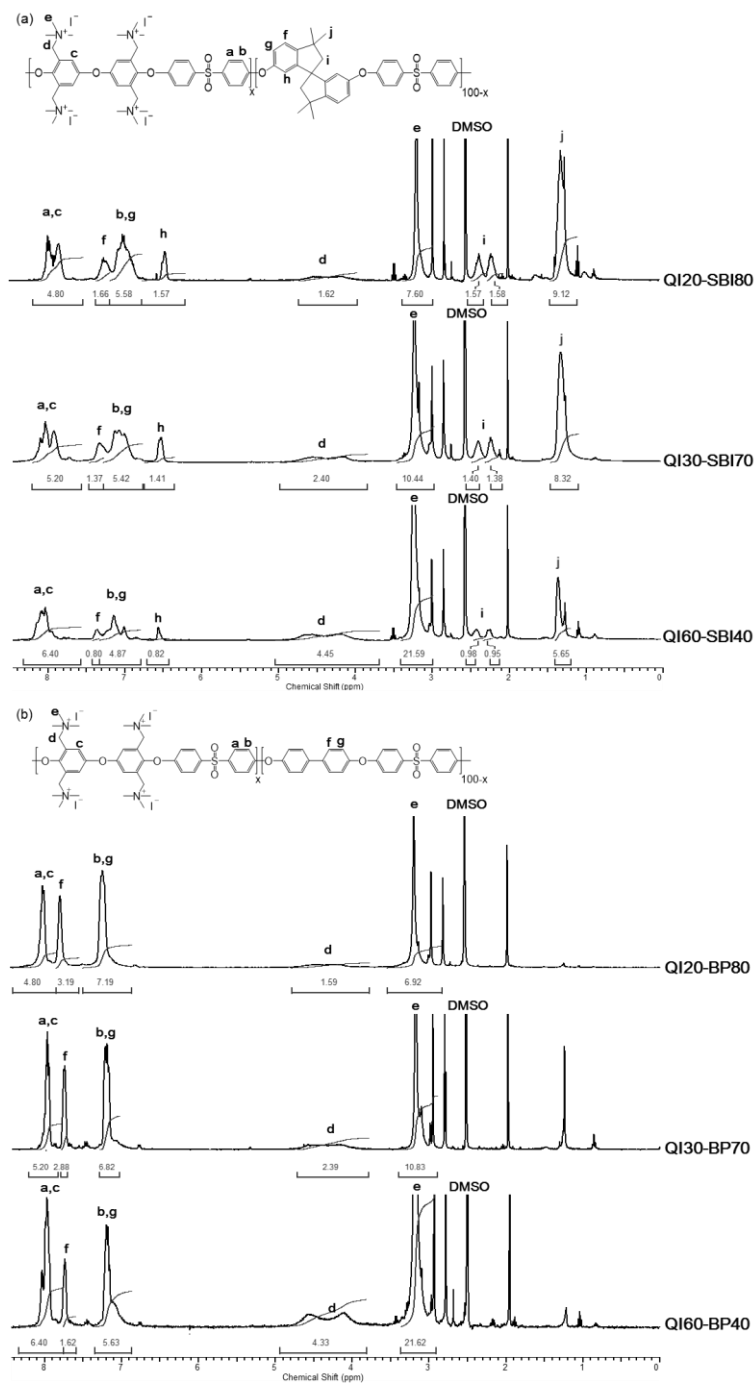 (a)
e
N+ I− N+ I−
d
c
a b
O O O S O O
x
f j
g
i
h
O O S O O
100-x
N+ I− N+ I−
e DMSO j
a,c b,g f h d i
QI20-SBI80
4.80 1.66 5.58 1.57 1.62 7.60 1.57 1.58 9.12
e DMSO j
a,c b,g f h d i
QI30-SBI70
5.20 1.37 5.42 1.41 2.40 10.44 1.40 1.38 8.32
e DMSO j
a,c b,g f h d i
QI60-SBI40
6.40 0.80 4.87 0.82 4.45 21.59 0.98 0.95 5.65
8 7 6 5 4 3 2 1 0
Chemical Shift (ppm)
(b)
e
N+ I− N+ I−
d
c
a b f g
O O O S O O O O S O O
x 100-x
N+ I− N+ I−
e DMSO
a,c f b,g d
QI20-BP80
4.80 3.19 7.19 1.59 6.92
e DMSO
a,c f b,g d
QI30-BP70
5.20 2.88 6.82 2.39 10.83
e DMSO
a,c f b,g d
QI60-BP40
6.40 1.62 5.63 4.33 21.62
8 7 6 5 4 3 2 1 0
Chemical Shift (ppm)